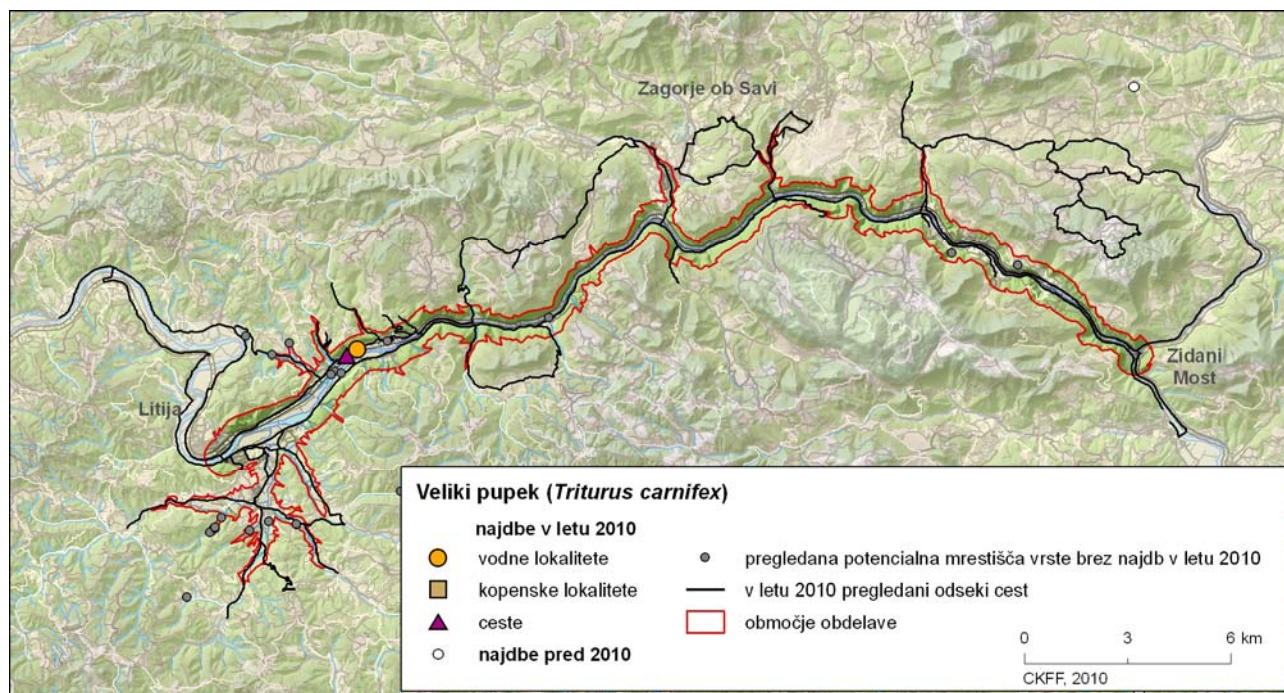 Zagorje ob Savi
Litija
Zidani
Most
Veliki pupek (Triturus carnifex)
najdbe v letu 2010
vodne lokalitete
kopenske lokalitete
ceste
najdbe pred 2010
pregledana potencialna mrestišča vrste brez najdb v letu 2010
v letu 2010 pregledani odseki cest
območje obdelave
0 3 6 km
CKFF, 2010